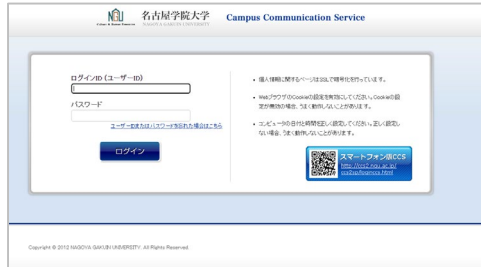 NGU 名古屋学院大学 Campus Communication Service
NAGOYA GAKUIN UNIVERSITY
ログインID (ユーザーID)
パスワード
ユーザーIDまたはパスワードを忘れた場合はこちら
ログイン
• 個人情報に関するページはSSLで暗号化を行っています。
• WebブラウザのCookieの設定を有効にしてください。Cookieの設
定が無効の場合、うまく動作しないことがあります。
• コンピュータの日付と時間を正しく設定してください。正しく設定し
ない場合、うまく動作しないことがあります。
スマートフォン版CCS
http://ccs2.ngu.ac.jp/
Copyright © 2012 NAGOYA GAKUIN UNIVERSITY. All Rights Reserved.